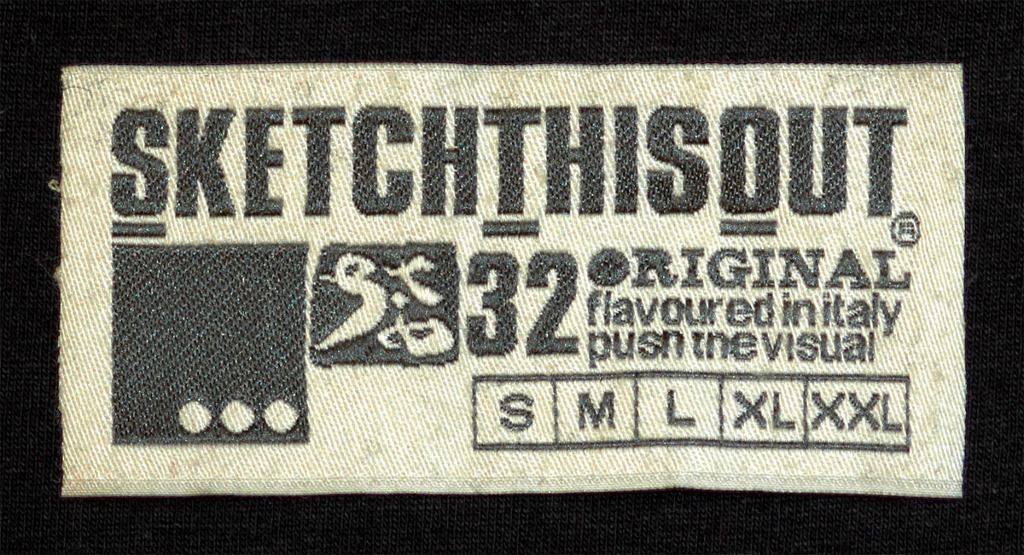 SKETCHTHISOUT®
32 ORIGINAL
flavoured in italy
push the visual
S M L XL XXL